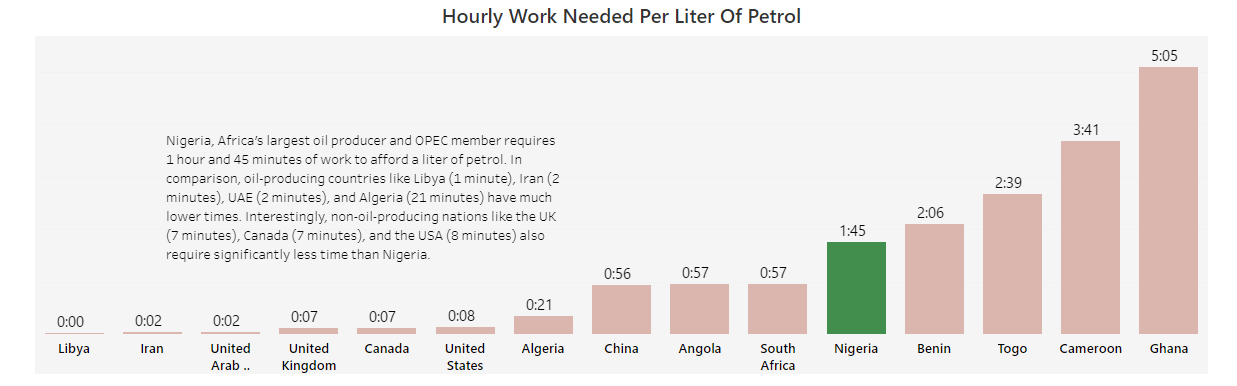 Hourly Work Needed Per Liter Of Petrol
5:05
3:41
2:39
2:06
1:45
0:56
0:57
0:57
0:21
0:00
0:02
0:02
0:07
0:07
0:08
Nigeria, Africa’s largest oil producer and OPEC member requires
1 hour and 45 minutes of work to afford a liter of petrol. In
comparison, oil-producing countries like Libya (1 minute), Iran (2
minutes), UAE (2 minutes), and Algeria (21 minutes) have much
lower times. Interestingly, non-oil-producing nations like the UK
(7 minutes), Canada (7 minutes), and the USA (8 minutes) also
require significantly less time than Nigeria.
Libya
Iran
United
Arab ..
United
Kingdom
Canada
United
States
Algeria
China
Angola
South
Africa
Nigeria
Benin
Togo
Cameroon
Ghana